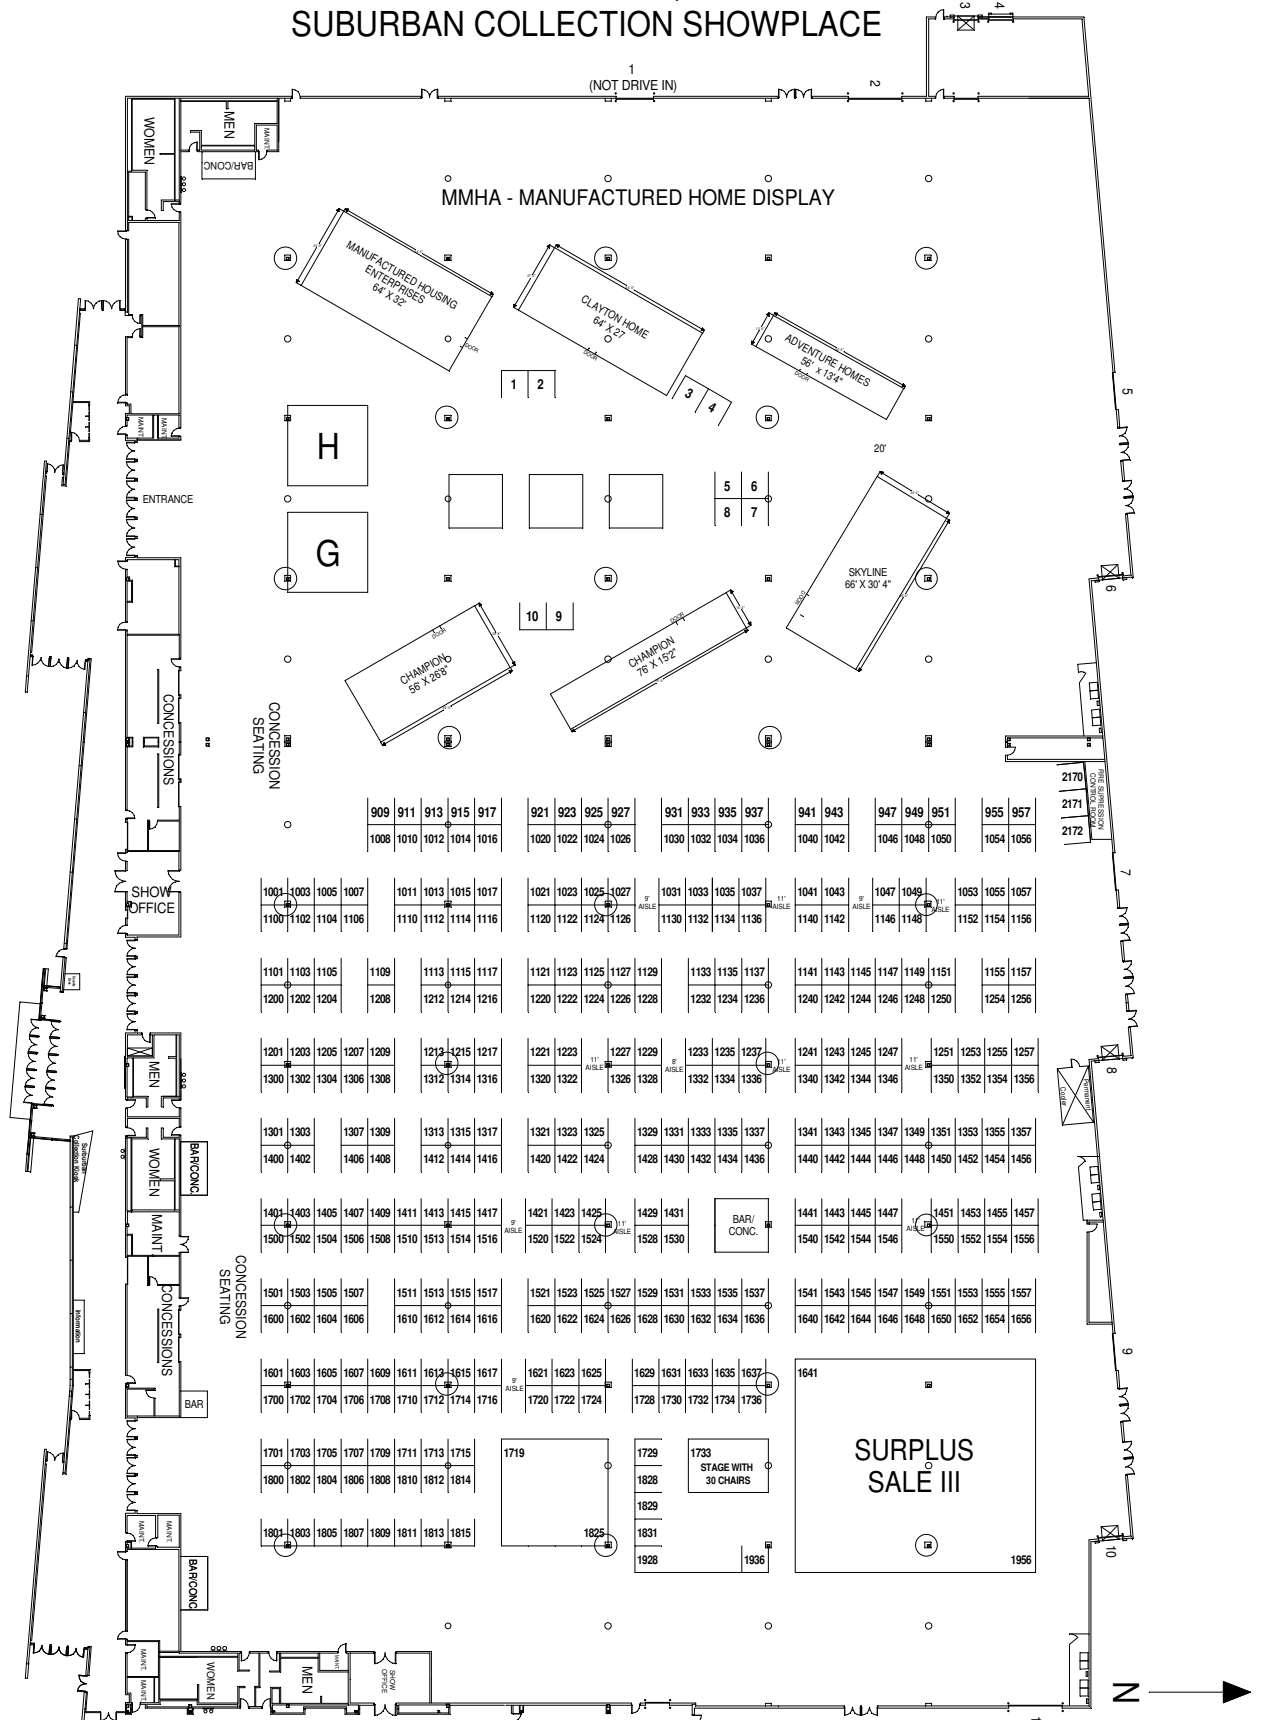 SUBURBAN COLLECTION SHOWPLACE
3
4
1
(NOT DRIVE IN)
2
WOMEN
MEN
MAINT.
BAR/CONC.
MMHA - MANUFACTURED HOME DISPLAY
MANUFACTURED HOUSING
ENTERPRISES
64' X 32'
DOOR
CLAYTON HOME
64' X 27
DOOR
ADVENTURE HOMES
56' x 13'4"
DOOR
1 2
3 4
5
MAINT. MAINT.
H
20'
ENTRANCE
5 6
8 7
G
SKYLINE
66' X 30' 4"
DOOR
6
10 9
CHAMPION
56' X 26'8"
DOOR
CHAMPION
76' X 15'2"
DOOR
CONCESSIONS
CONCESSION
SEATING
FIRE SUPRESSION
CONTROL ROOM
2170
2171
2172
909 911 913 915 917 921 923 925 927 931 933 935 937 941 943 947 949 951 955 957
1008 1010 1012 1014 1016 1020 1022 1024 1026 1030 1032 1034 1036 1040 1042 1046 1048 1050 1054 1056
7
SHOW
OFFICE
1001 1003 1005 1007 1011 1013 1015 1017 1021 1023 1025 1027 9' AISLE 1031 1033 1035 1037 11' AISLE 1041 1043 9' AISLE 1047 1049 11' AISLE 1053 1055 1057
1100 1102 1104 1106 1110 1112 1114 1116 1120 1122 1124 1126 1130 1132 1134 1136 1140 1142 1146 1148 1152 1154 1156
1101 1103 1105 1109 1113 1115 1117 1121 1123 1125 1127 1129 1133 1135 1137 1141 1143 1145 1147 1149 1151 1155 1157
1200 1202 1204 1208 1212 1214 1216 1220 1222 1224 1226 1228 1232 1234 1236 1240 1242 1244 1246 1248 1250 1254 1256
MEN
1201 1203 1205 1207 1209 1213 1215 1217 1221 1223 11' AISLE 1227 1229 8' AISLE 1233 1235 1237 11' AISLE 1241 1243 1245 1247 11' AISLE 1251 1253 1255 1257
1300 1302 1304 1306 1308 1312 1314 1316 1320 1322 1326 1328 1332 1334 1336 1340 1342 1344 1346 1350 1352 1354 1356
8
Permanent
Cooler
Suburban
Collection Kiosk
WOMEN
BAR/CONC.
1301 1303 1307 1309 1313 1315 1317 1321 1323 1325 1329 1331 1333 1335 1337 1341 1343 1345 1347 1349 1351 1353 1355 1357
1400 1402 1406 1408 1412 1414 1416 1420 1422 1424 1428 1430 1432 1434 1436 1440 1442 1444 1446 1448 1450 1452 1454 1456
MAINT
1401 1403 1405 1407 1409 1411 1413 1415 1417 9' AISLE 1421 1423 1425 11' AISLE 1429 1431 BAR/ CONC. 1441 1443 1445 1447 11' AISLE 1451 1453 1455 1457
1500 1502 1504 1506 1508 1510 1513 1514 1516 1520 1522 1524 1528 1530 1540 1542 1544 1546 1550 1552 1554 1556
CONCESSION
SEATING
CONCESSIONS
Information
1501 1503 1505 1507 1511 1513 1515 1517 1521 1523 1525 1527 1529 1531 1533 1535 1537 1541 1543 1545 1547 1549 1551 1553 1555 1557
1600 1602 1604 1606 1610 1612 1614 1616 1620 1622 1624 1626 1628 1630 1632 1634 1636 1640 1642 1644 1646 1648 1650 1652 1654 1656
9
1601 1603 1605 1607 1609 1611 1613 1615 1617 9' AISLE 1621 1623 1625 1629 1631 1633 1635 1637 1641
1700 1702 1704 1706 1708 1710 1712 1714 1716 1720 1722 1724 1728 1730 1732 1734 1736
BAR
1701 1703 1705 1707 1709 1711 1713 1715 1719 1729 1733
STAGE WITH
30 CHAIRS
SURPLUS
SALE III
1800 1802 1804 1806 1808 1810 1812 1814 1828
1829
1801 1803 1805 1807 1809 1811 1813 1815 1825 1831
1928 1936 1956
MAINT. MAINT.
10
BAR/CONC
MAINT.
MAINT.
WOMEN
MEN
MAINT
SHOW
OFFICE
N